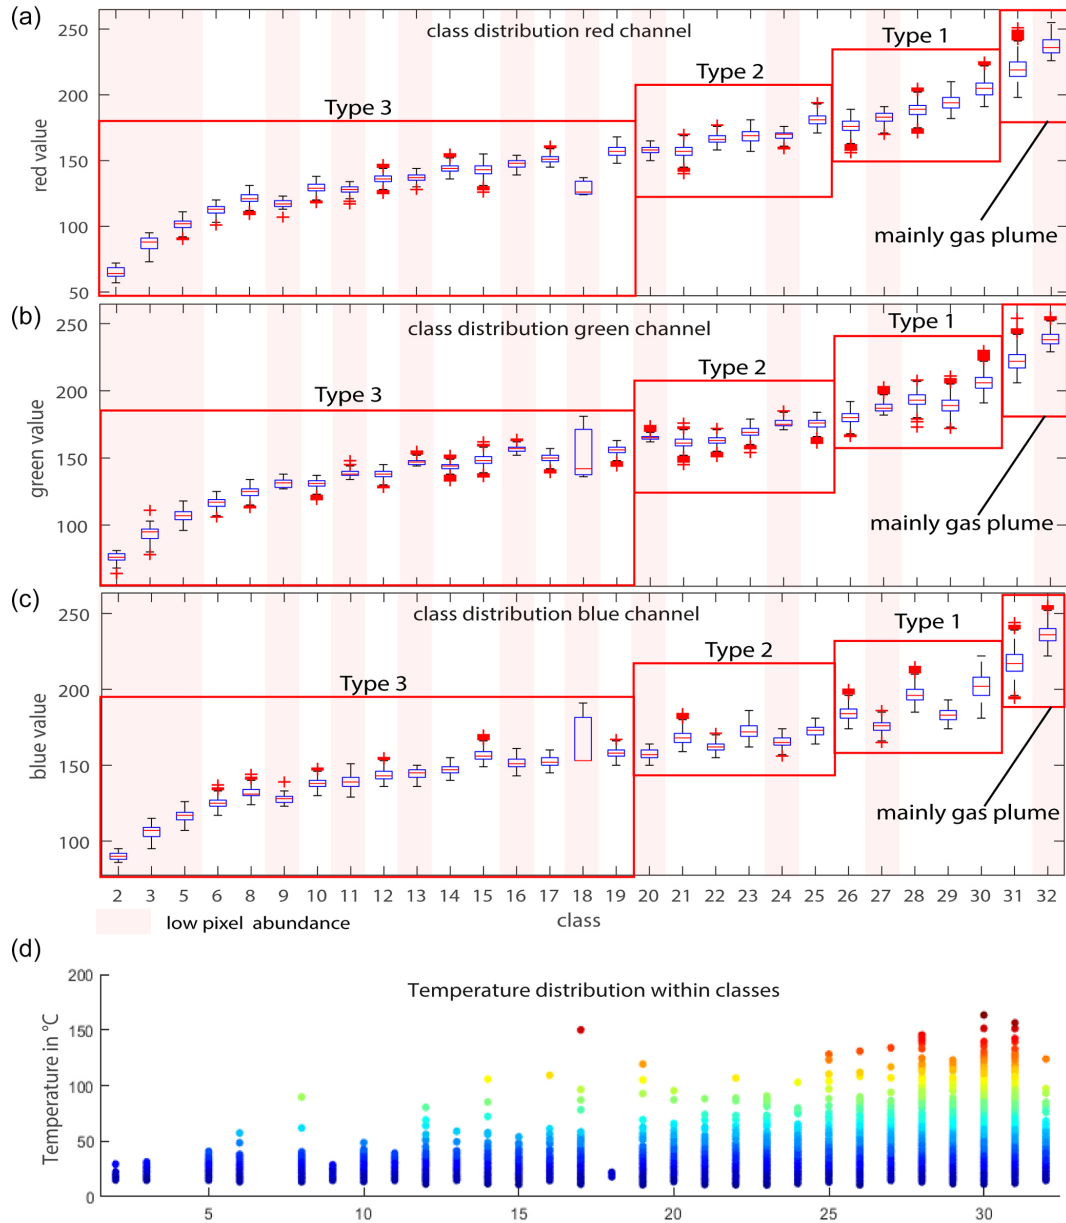 (a)
class distribution red channel
Type 3
Type 2
Type 1
mainly gas plume
red value
250
200
150
100
50
(b)
class distribution green channel
Type 3
Type 2
Type 1
mainly gas plume
green value
250
200
150
100
(c)
class distribution blue channel
Type 3
Type 2
Type 1
mainly gas plume
blue value
250
200
150
100
2 3 5 6 8 9 10 11 12 13 14 15 16 17 18 19 20 21 22 23 24 25 26 27 28 29 30 31 32
low pixel abundance
class
(d)
Temperature distribution within classes
Temperature in °C
200
150
100
50
0
5 10 15 20 25 30